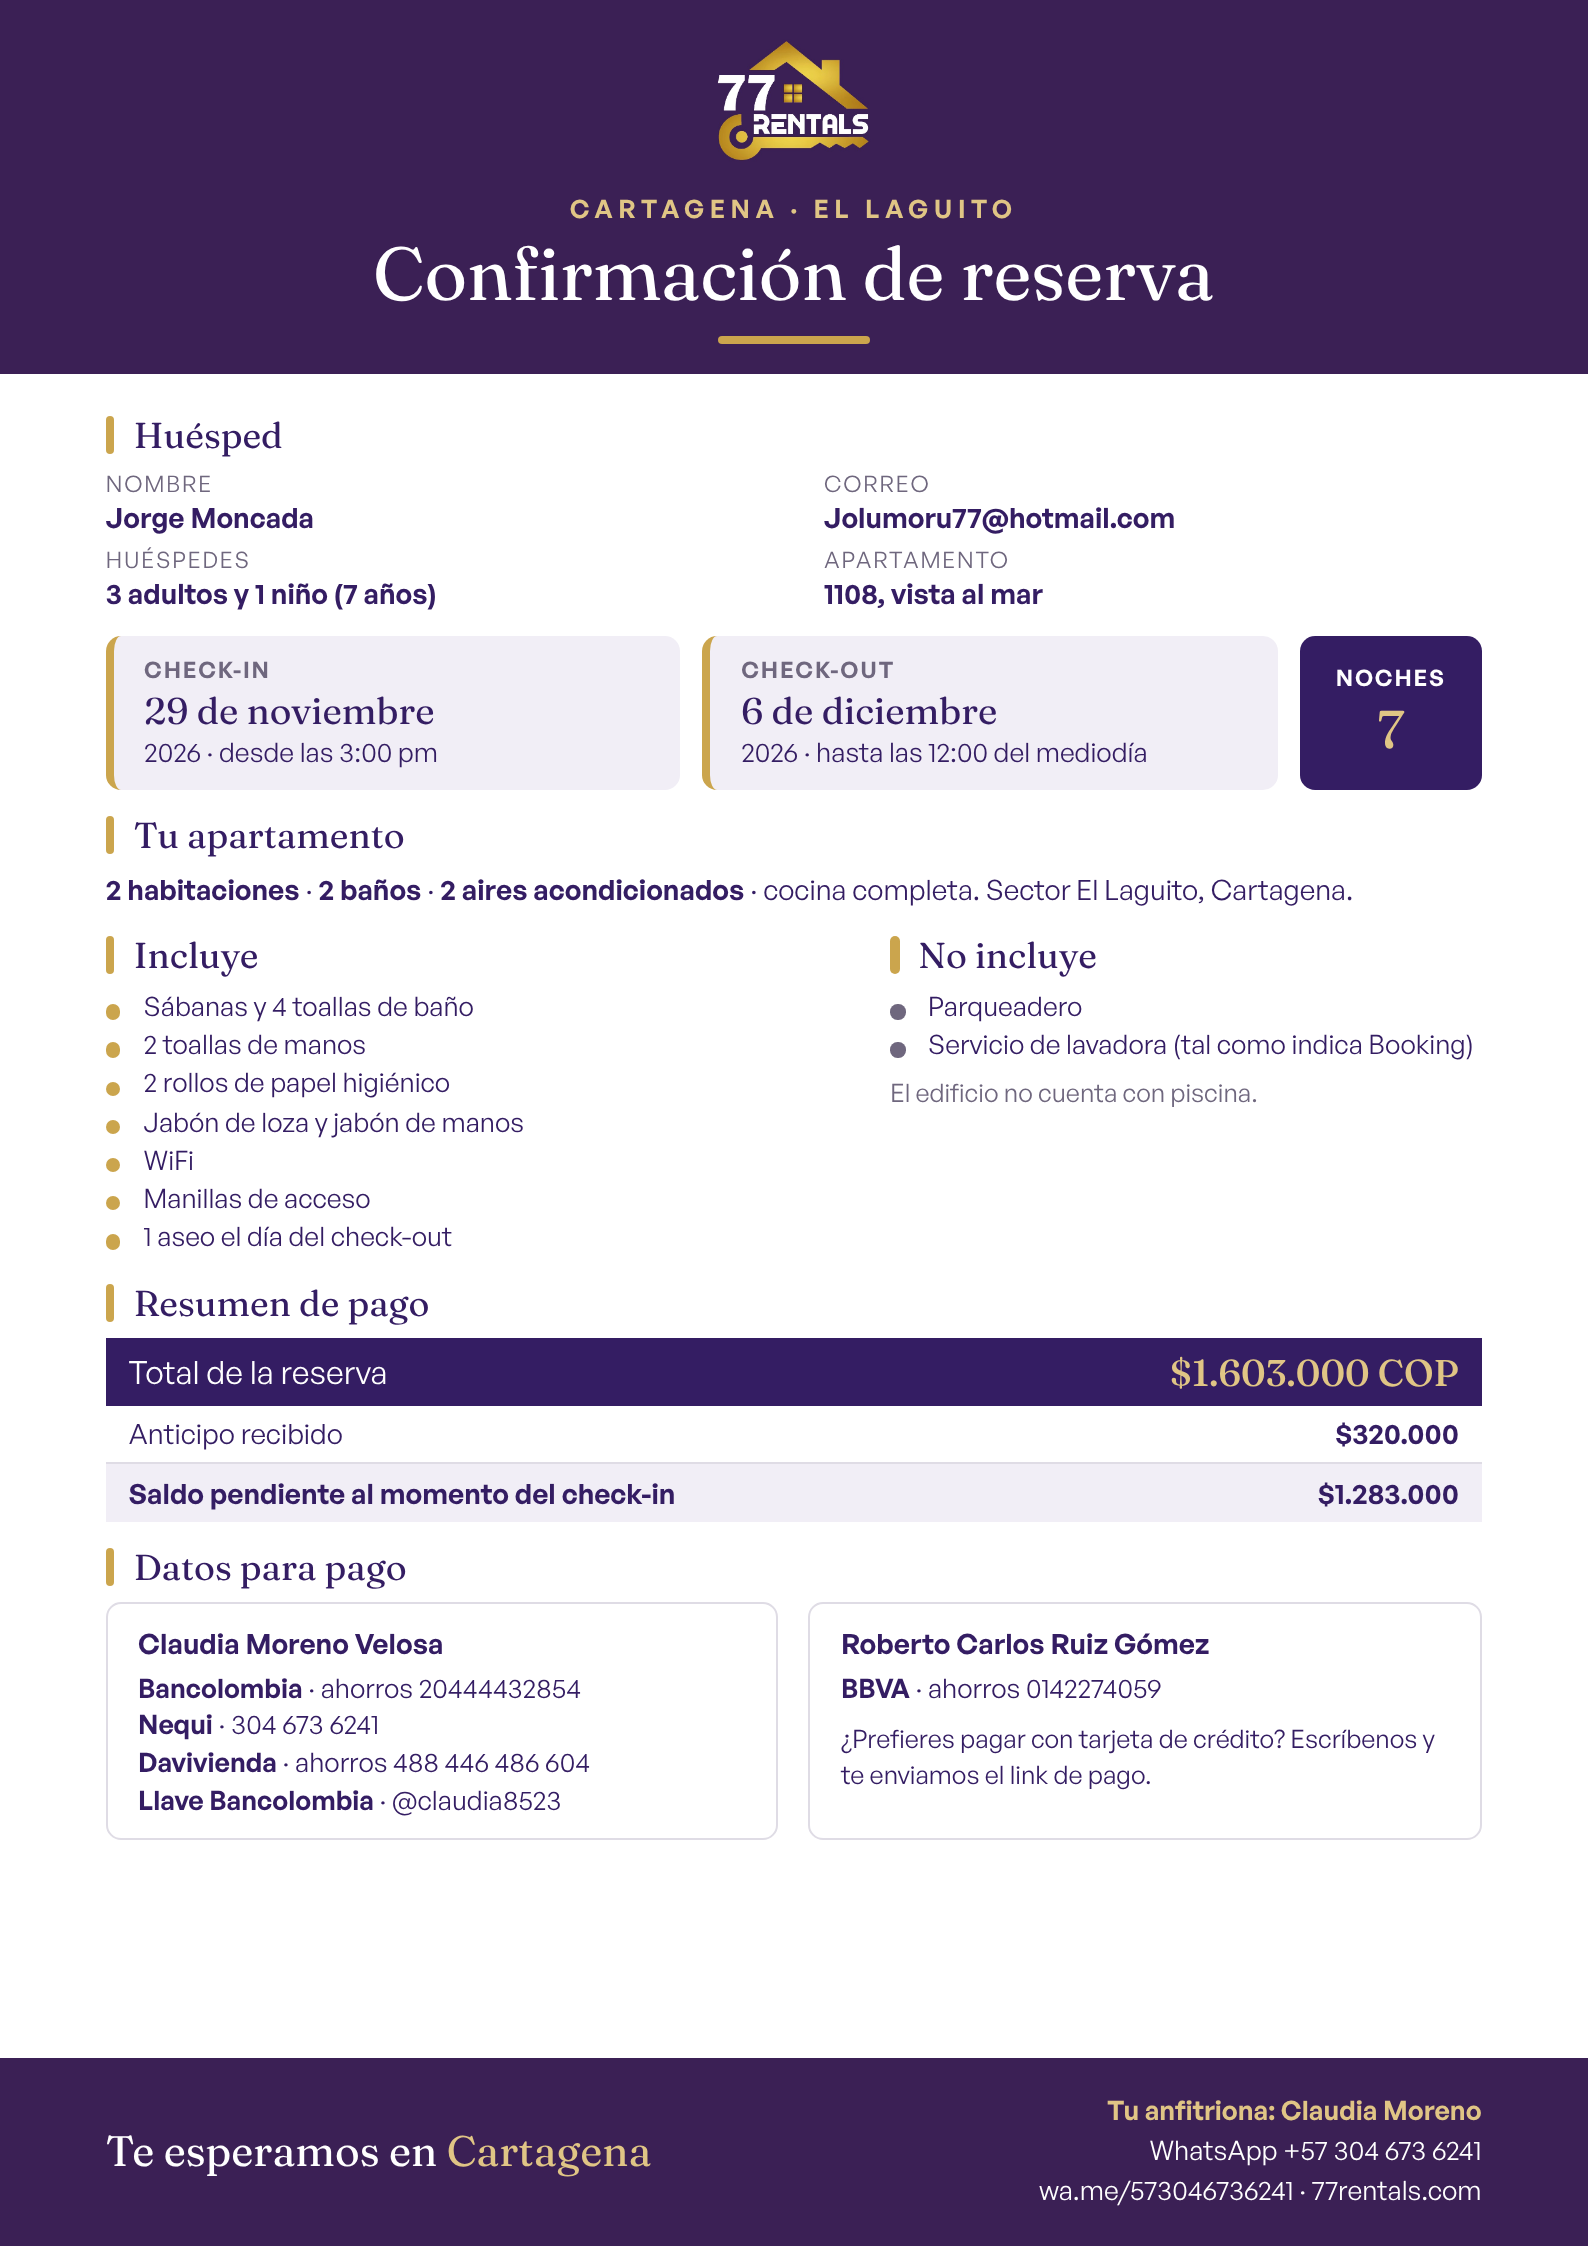 77
RENTALS
CARTAGENA · EL LAGUITO
Confirmación de reserva
Huésped
NOMBRE
Jorge Moncada
CORREO
Jolumoru77@hotmail.com
HUÉSPEDES
3 adultos y 1 niño (7 años)
APARTAMENTO
1108, vista al mar
CHECK-IN
29 de noviembre
2026 · desde las 3:00 pm
CHECK-OUT
6 de diciembre
2026 · hasta las 12:00 del mediodía
NOCHES
7
Tu apartamento
2 habitaciones · 2 baños · 2 aires acondicionados · cocina completa. Sector El Laguito, Cartagena.
Incluye
Sábanas y 4 toallas de baño
2 toallas de manos
2 rollos de papel higiénico
Jabón de loza y jabón de manos
WiFi
Manillas de acceso
1 aseo el día del check-out
No incluye
Parqueadero
Servicio de lavadora (tal como indica Booking)
El edificio no cuenta con piscina.
Resumen de pago
Total de la reserva $1.603.000 COP
Anticipo recibido $320.000
Saldo pendiente al momento del check-in $1.283.000
Datos para pago
Claudia Moreno Velosa
Bancolombia · ahorros 20444432854
Nequi · 304 673 6241
Davivienda · ahorros 488 446 486 604
Llave Bancolombia · @claudia8523
Roberto Carlos Ruiz Gómez
BBVA · ahorros 0142274059
¿Prefieres pagar con tarjeta de crédito? Escríbenos y
te enviamos el link de pago.
Te esperamos en Cartagena
Tu anfitriona: Claudia Moreno
WhatsApp +57 304 673 6241
wa.me/573046736241 · 77rentals.com